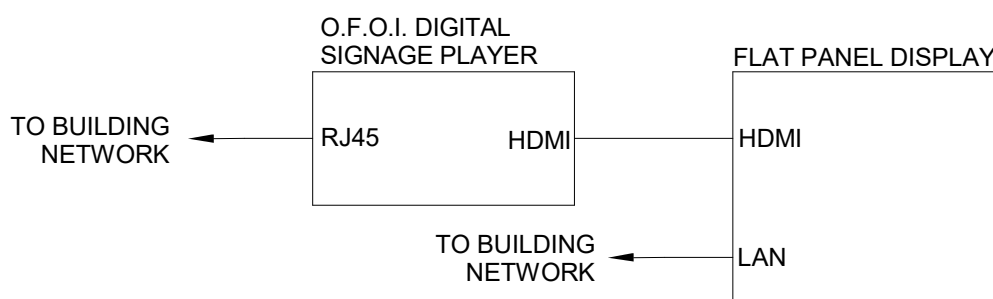 O.F.O.I. DIGITAL
SIGNAGE PLAYER
FLAT PANEL DISPLAY
TO BUILDING
NETWORK
RJ45
HDMI
HDMI
TO BUILDING
NETWORK
LAN